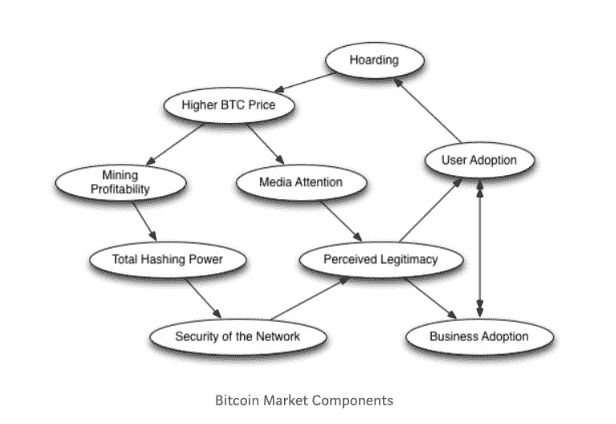 Hoarding
Higher BTC Price
User Adoption
Mining
Profitability
Media Attention
Total Hashing Power
Perceived Legitimacy
Security of the Network
Business Adoption
Bitcoin Market Components